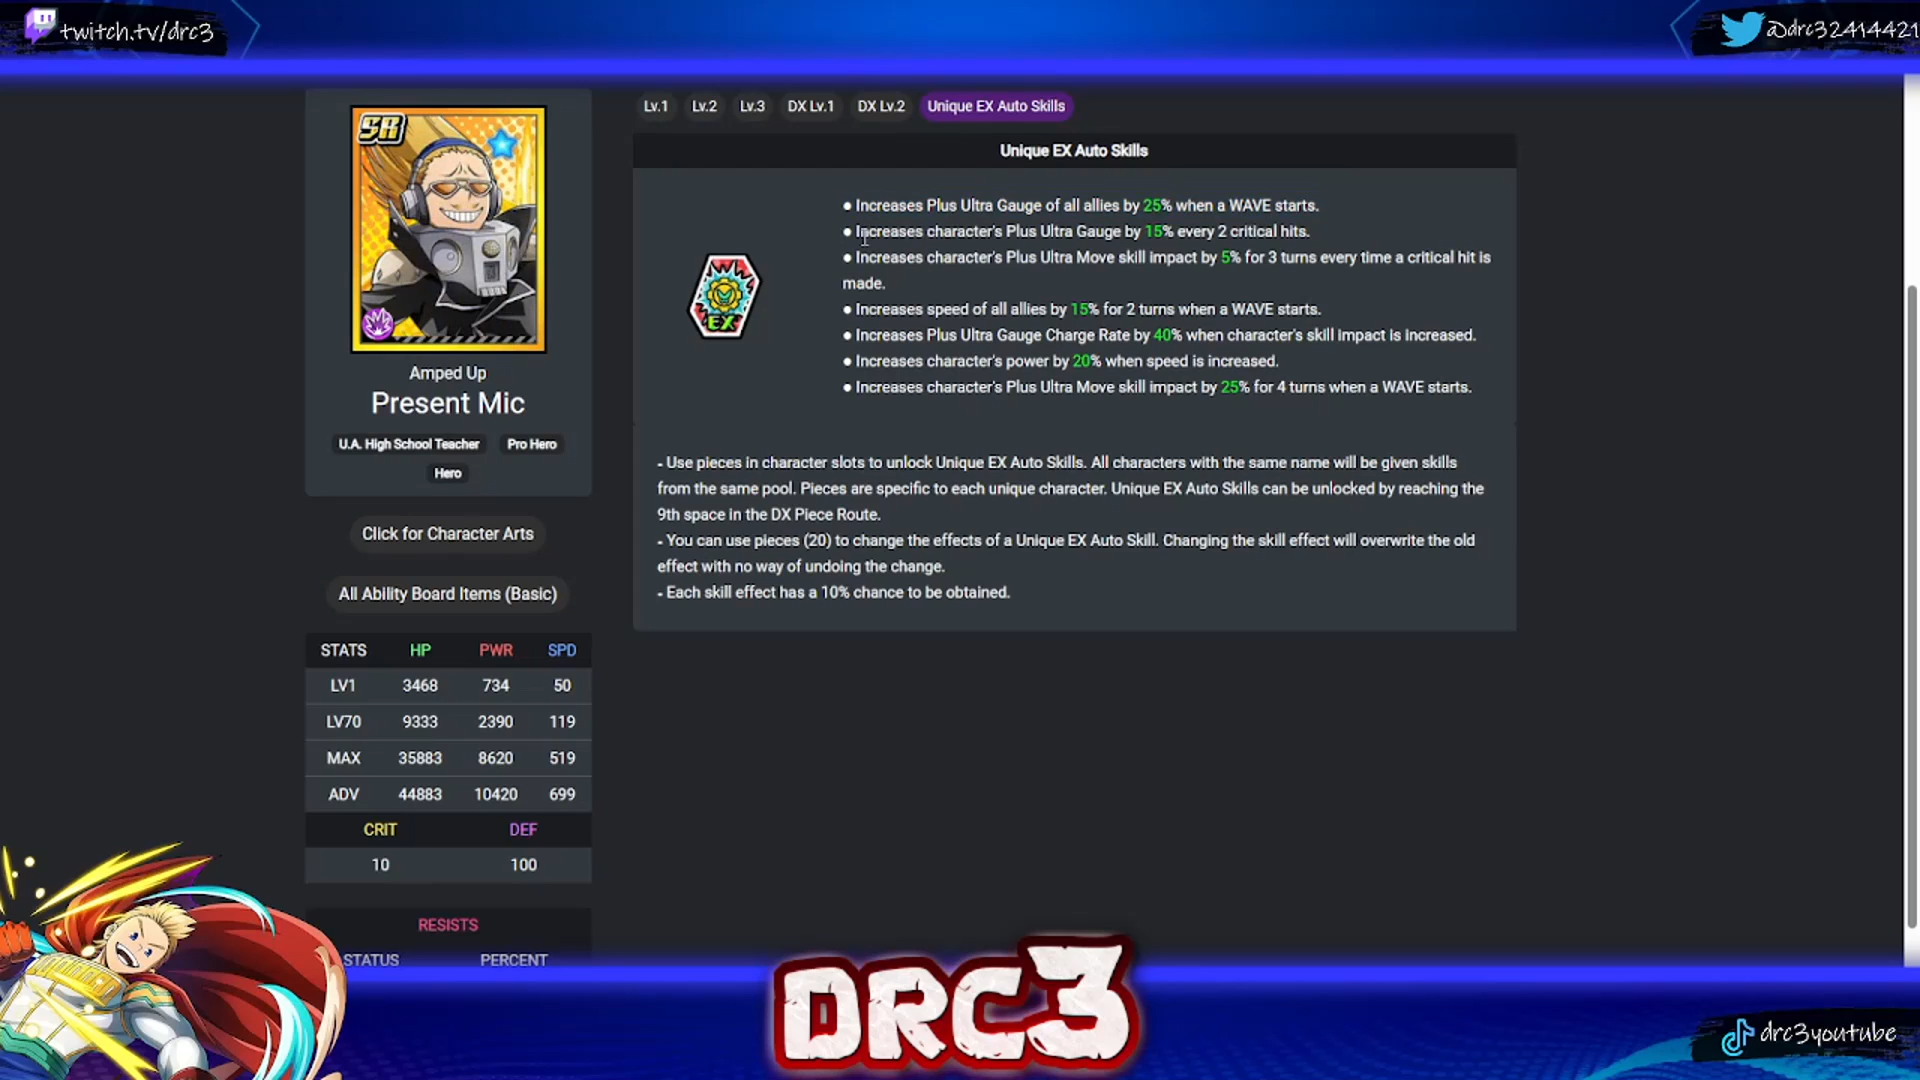 twitch.tv/drc3
@drc32414421
SR
Amped Up
Present Mic
U.A. High School Teacher Pro Hero
Hero
Click for Character Arts
All Ability Board Items (Basic)
STATS HP PWR SPD
LV1 3468 734 50
LV70 9333 2390 119
MAX 35883 8620 519
ADV 44883 10420 699
CRIT DEF
10 100
RESISTS
STATUS PERCENT
Lv.1 Lv.2 Lv.3 DX Lv.1 DX Lv.2 Unique EX Auto Skills
Unique EX Auto Skills
EX
● Increases Plus Ultra Gauge of all allies by 25% when a WAVE starts.
● Increases character's Plus Ultra Gauge by 15% every 2 critical hits.
● Increases character's Plus Ultra Move skill impact by 5% for 3 turns every time a critical hit is
made.
● Increases speed of all allies by 15% for 2 turns when a WAVE starts.
● Increases Plus Ultra Gauge Charge Rate by 40% when character's skill impact is increased.
● Increases character's power by 20% when speed is increased.
● Increases character's Plus Ultra Move skill impact by 25% for 4 turns when a WAVE starts.
- Use pieces in character slots to unlock Unique EX Auto Skills. All characters with the same name will be given skills
from the same pool. Pieces are specific to each unique character. Unique EX Auto Skills can be unlocked by reaching the
9th space in the DX Piece Route.
- You can use pieces (20) to change the effects of a Unique EX Auto Skill. Changing the skill effect will overwrite the old
effect with no way of undoing the change.
- Each skill effect has a 10% chance to be obtained.
DRC3
drc3youtube